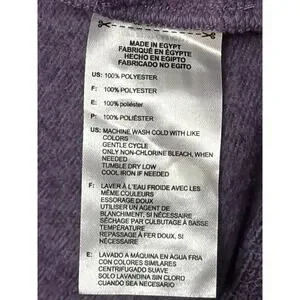 MADE IN EGYPT
FABRIQUÉ EN ÉGYPTE
HECHO EN EGIPTO
FABRICADO NO EGITO
US: 100% POLYESTER
F: 100% POLYESTER
E: 100% poliéster
P: 100% POLIÉSTER
US: MACHINE WASH COLD WITH LIKE
COLORS
GENTLE CYCLE
ONLY NON-CHLORINE BLEACH, WHEN
NEEDED
TUMBLE DRY LOW
COOL IRON IF NEEDED
F: LAVER À L'EAU FROIDE AVEC LES
MÊME COULEURS
ESSORAGE DOUX
UTILISER UN AGENT DE
BLANCHIMENT, SI NÉCESSAIRE
SÉCHAGE PAR CULBUTAGE À BASSE
TEMPÉRATURE
REPASSAGE À FER DOUX, SI
NÉCESSAIRE
E: LAVADO A MÁQUINA EN AGUA FRIA
CON COLORES SIMILARES
CENTRIFUGADO SUAVE
SOLO LAVANDINA SIN CLORO
CUANDO SEA NECESARIO